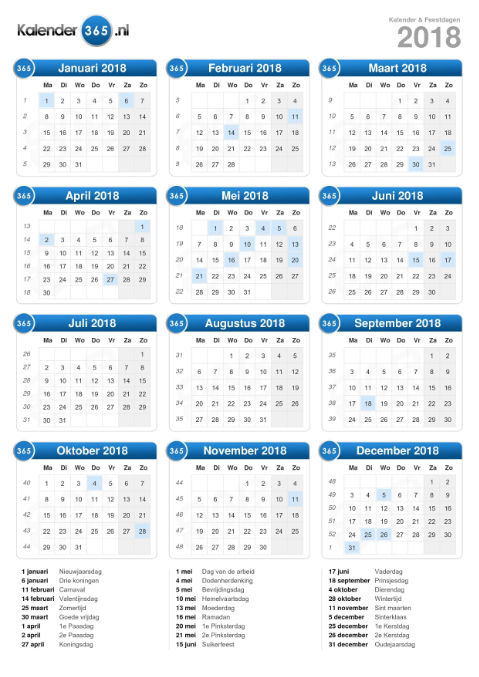 Kalender 365 .nl
Kalender & Feestdagen
2018
365 Januari 2018
Ma Di Wo Do Vr Za Zo
1 1 2 3 4 5 6 7
2 8 9 10 11 12 13 14
3 15 16 17 18 19 20 21
4 22 23 24 25 26 27 28
5 29 30 31
365 Februari 2018
Ma Di Wo Do Vr Za Zo
5 1 2 3 4
6 5 6 7 8 9 10 11
7 12 13 14 15 16 17 18
8 19 20 21 22 23 24 25
9 26 27 28
365 Maart 2018
Ma Di Wo Do Vr Za Zo
9 1 2 3 4
10 5 6 7 8 9 10 11
11 12 13 14 15 16 17 18
12 19 20 21 22 23 24 25
13 26 27 28 29 30 31
365 April 2018
Ma Di Wo Do Vr Za Zo
13 1
14 2 3 4 5 6 7 8
15 9 10 11 12 13 14 15
16 16 17 18 19 20 21 22
17 23 24 25 26 27 28 29
18 30
365 Mei 2018
Ma Di Wo Do Vr Za Zo
18 1 2 3 4 5 6
19 7 8 9 10 11 12 13
20 14 15 16 17 18 19 20
21 21 22 23 24 25 26 27
22 28 29 30 31
365 Juni 2018
Ma Di Wo Do Vr Za Zo
22 1 2 3
23 4 5 6 7 8 9 10
24 11 12 13 14 15 16 17
25 18 19 20 21 22 23 24
26 25 26 27 28 29 30
365 Juli 2018
Ma Di Wo Do Vr Za Zo
26 1
27 2 3 4 5 6 7 8
28 9 10 11 12 13 14 15
29 16 17 18 19 20 21 22
30 23 24 25 26 27 28 29
31 30 31
365 Augustus 2018
Ma Di Wo Do Vr Za Zo
31 1 2 3 4 5
32 6 7 8 9 10 11 12
33 13 14 15 16 17 18 19
34 20 21 22 23 24 25 26
35 27 28 29 30 31
365 September 2018
Ma Di Wo Do Vr Za Zo
35 1 2
36 3 4 5 6 7 8 9
37 10 11 12 13 14 15 16
38 17 18 19 20 21 22 23
39 24 25 26 27 28 29 30
365 Oktober 2018
Ma Di Wo Do Vr Za Zo
40 1 2 3 4 5 6 7
41 8 9 10 11 12 13 14
42 15 16 17 18 19 20 21
43 22 23 24 25 26 27 28
44 29 30 31
365 November 2018
Ma Di Wo Do Vr Za Zo
44 1 2 3 4
45 5 6 7 8 9 10 11
46 12 13 14 15 16 17 18
47 19 20 21 22 23 24 25
48 26 27 28 29 30
365 December 2018
Ma Di Wo Do Vr Za Zo
48 1 2
49 3 4 5 6 7 8 9
50 10 11 12 13 14 15 16
51 17 18 19 20 21 22 23
52 24 25 26 27 28 29 30
1 31
1 januari Nieuwjaarsdag
6 januari Drie koningen
11 februari Carnaval
14 februari Valentijnsdag
25 maart Zomertijd
30 maart Goede vrijdag
1 april 1e Paasdag
2 april 2e Paasdag
27 april Koningsdag
1 mei Dag van de arbeid
4 mei Dodenherdenking
5 mei Bevrijdingsdag
10 mei Hemelvaartsdag
13 mei Moederdag
16 mei Ramadan
20 mei 1e Pinksterdag
21 mei 2e Pinksterdag
15 juni Suikerfeest
17 juni Vaderdag
18 september Prinsjesdag
4 oktober Dierendag
28 oktober Wintertijd
11 november Sint maarten
5 december Sinterklaas
25 december 1e Kerstdag
26 december 2e Kerstdag
31 december Oudejaarsdag